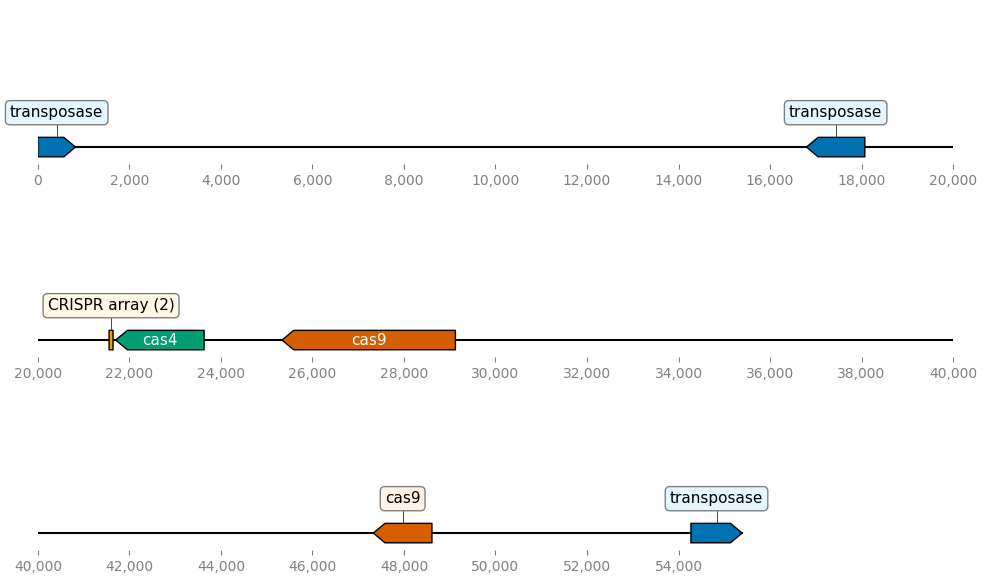 transposase transposase
0 2,000 4,000 6,000 8,000 10,000 12,000 14,000 16,000 18,000 20,000
CRISPR array (2)
cas4 cas9
20,000 22,000 24,000 26,000 28,000 30,000 32,000 34,000 36,000 38,000 40,000
cas9 transposase
40,000 42,000 44,000 46,000 48,000 50,000 52,000 54,000